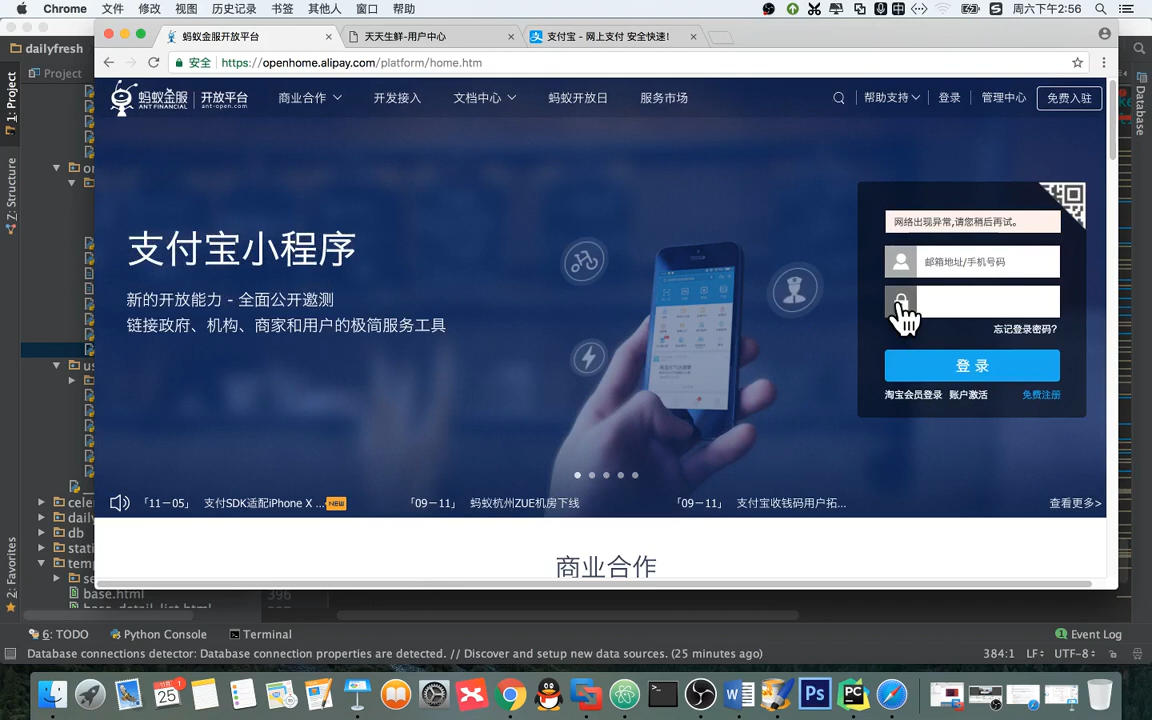 Chrome 文件 修改 视图 历史记录 书签 其他人 窗口 帮助
周六下午2:56
dailyfresh
蚂蚁金服开放平台 天天生鲜-用户中心 支付宝 - 网上支付 安全快速!
安全 https://openhome.alipay.com/platform/home.htm
Project
1: Project
Z: Structure
2: Favorites
Database
蚂蚁金服 ANT FINANCIAL 开放平台 ant-open.com 商业合作 开发接入 文档中心 蚂蚁开放日 服务市场 帮助支持 登录 管理中心 免费入驻
支付宝小程序
新的开放能力 - 全面公开邀测
链接政府、机构、商家和用户的极简服务工具
网络出现异常,请您稍后再试。
邮箱地址/手机号码
忘记登录密码?
登 录
淘宝会员登录 账户激活 免费注册
「11-05」 支付SDK适配iPhone X ... NEW 「09-11」 蚂蚁杭州ZUE机房下线 「09-11」 支付宝收钱码用户拓... 查看更多>
商业合作
base.html
396
6: TODO Python Console Terminal 1 Event Log
Database connections detector: Database connection properties are detected. // Discover and setup new data sources. (25 minutes ago) 384:1 LF UTF-8
25
Ps PC